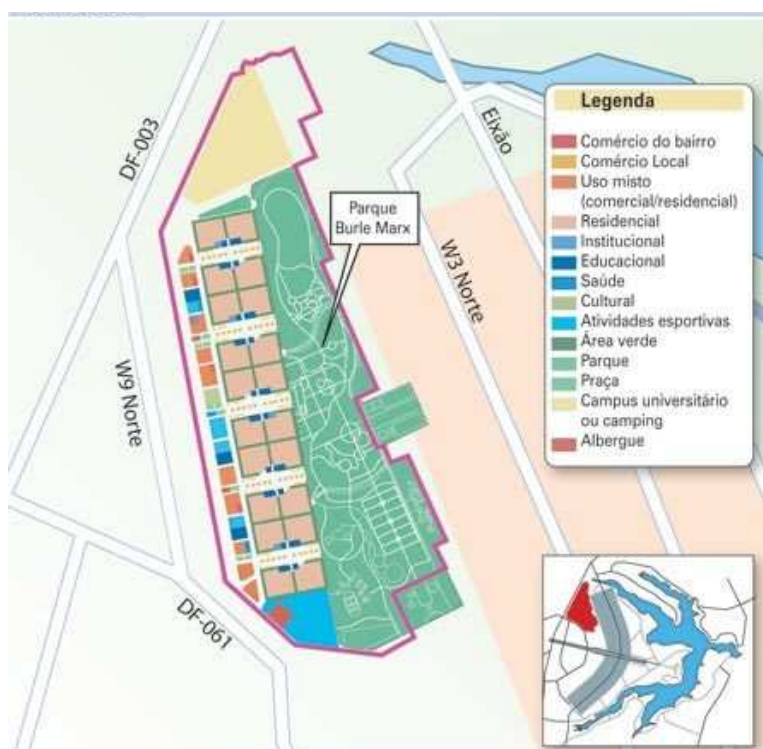 DF-003
Eixão
Parque
Burle Marx
W3 Norte
W9 Norte
DF-061
Legenda
Comércio do bairro
Comércio Local
Uso misto
(comercial/residencial)
Residencial
Institucional
Educacional
Saúde
Cultural
Atividades esportivas
Área verde
Parque
Praça
Campus universitário
ou camping
Albergue